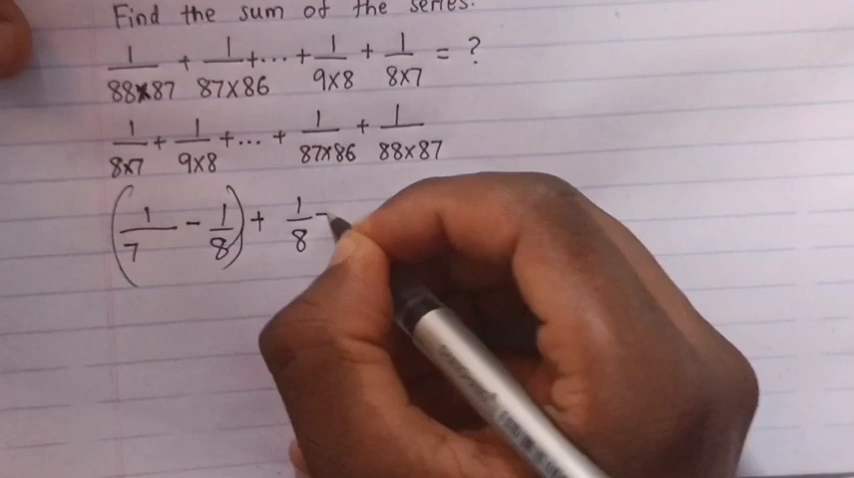 Find the sum of the series.
1/88×87 + 1/87×86 +...+ 1/9×8 + 1/8×7 = ?
1/8×7 + 1/9×8 +...+ 1/87×86 + 1/88×87
(1/7 - 1/8) + 1/8 -